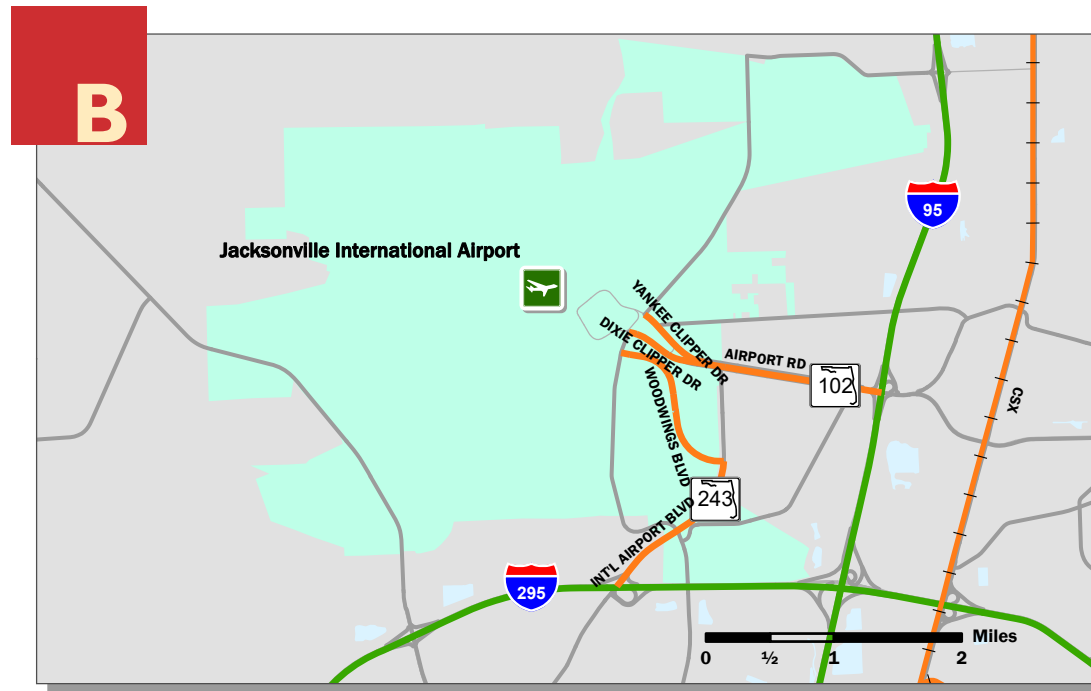 B
95
Jacksonville International Airport
YANKEE CLIPPER DR
DIXIE CLIPPER DR
AIRPORT RD
102
WOODWINGS BLVD
CSX
243
INT'L AIRPORT BLVD
295
Miles
0 ½ 1 2